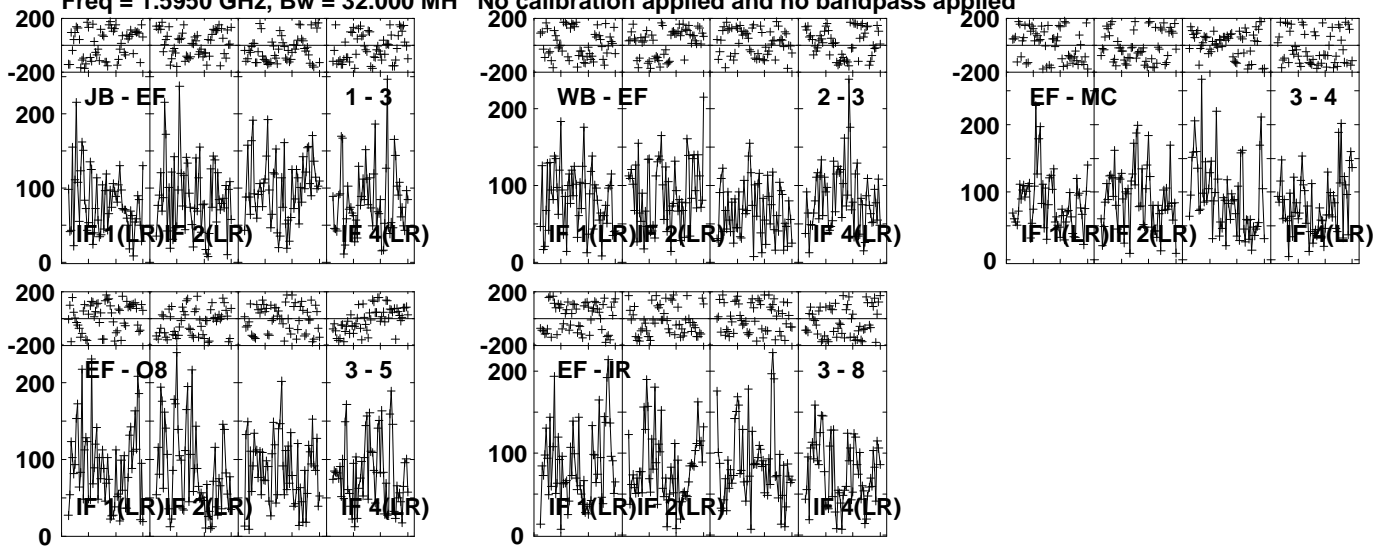 Freq = 1.5950 GHz, Bw = 32.000 MH No calibration applied and no bandpass applied
200
-200
200
100
0
JB - EF 1 - 3
IF 1(LR) IF 2(LR) IF 4(LR)
200
-200
200
100
0
WB - EF 2 - 3
IF 1(LR) IF 2(LR) IF 4(LR)
200
-200
200
100
0
EF - MC 3 - 4
IF 1(LR) IF 2(LR) IF 4(LR)
200
-200
200
100
0
EF - O8 3 - 5
IF 1(LR) IF 2(LR) IF 4(LR)
200
-200
200
100
0
EF - IR 3 - 8
IF 1(LR) IF 2(LR) IF 4(LR)